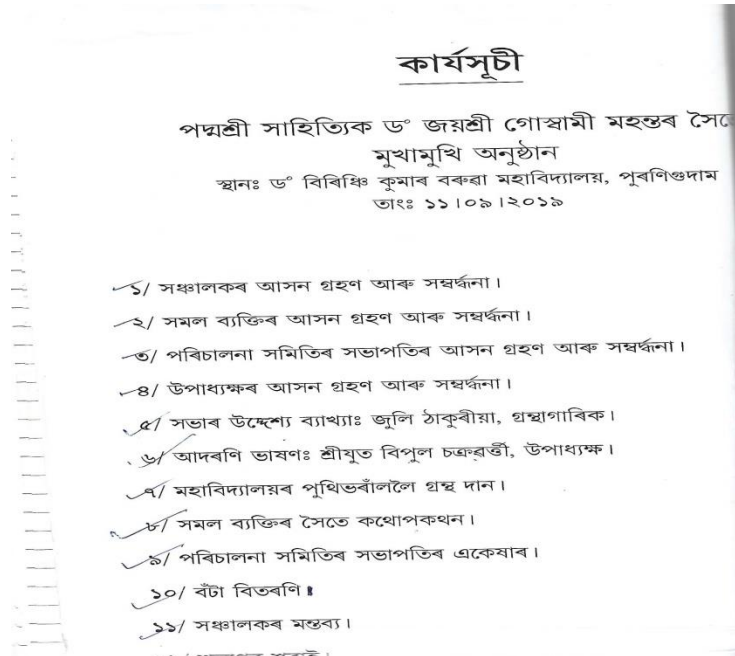 কাৰ্যসূচী
পদ্মশ্ৰী সাহিত্যিক ড° জয়শ্ৰী গোস্বামী মহন্তৰ
মুখামুখি অনুষ্ঠান
স্থানঃ ড° বিৰিঞ্চি কুমাৰ বৰুৱা মহাবিদ্যালয়, পুৰণিগুদাম
তাংঃ ১১।০৯।২০১৯
১/ সঞ্চালকৰ আসন গ্ৰহণ আৰু সম্বৰ্দ্ধনা।
২/ সমল ব্যক্তিৰ আসন গ্ৰহণ আৰু সম্বৰ্দ্ধনা।
৩/ পৰিচালনা সমিতিৰ সভাপতিৰ আসন গ্ৰহণ আৰু সম্বৰ্দ্ধনা।
৪/ উপাধ্যক্ষৰ আসন গ্ৰহণ আৰু সম্বৰ্দ্ধনা।
৫/ সভাৰ উদ্দেশ্য ব্যাখ্যাঃ জুলি ঠাকুৰীয়া, গ্ৰন্থাগাৰিক।
৬/ আদৰণি ভাষণঃ শ্ৰীযুত বিপুল চক্ৰৱৰ্ত্তী, উপাধ্যক্ষ।
৭/ মহাবিদ্যালয়ৰ পুথিভৰাঁললৈ গ্ৰন্থ দান।
৮/ সমল ব্যক্তিৰ সৈতে কথোপকথন।
৯/ পৰিচালনা সমিতিৰ সভাপতিৰ একেষাৰ।
১০/ বঁটা বিতৰণি।
১১/ সঞ্চালকৰ মন্তব্য।